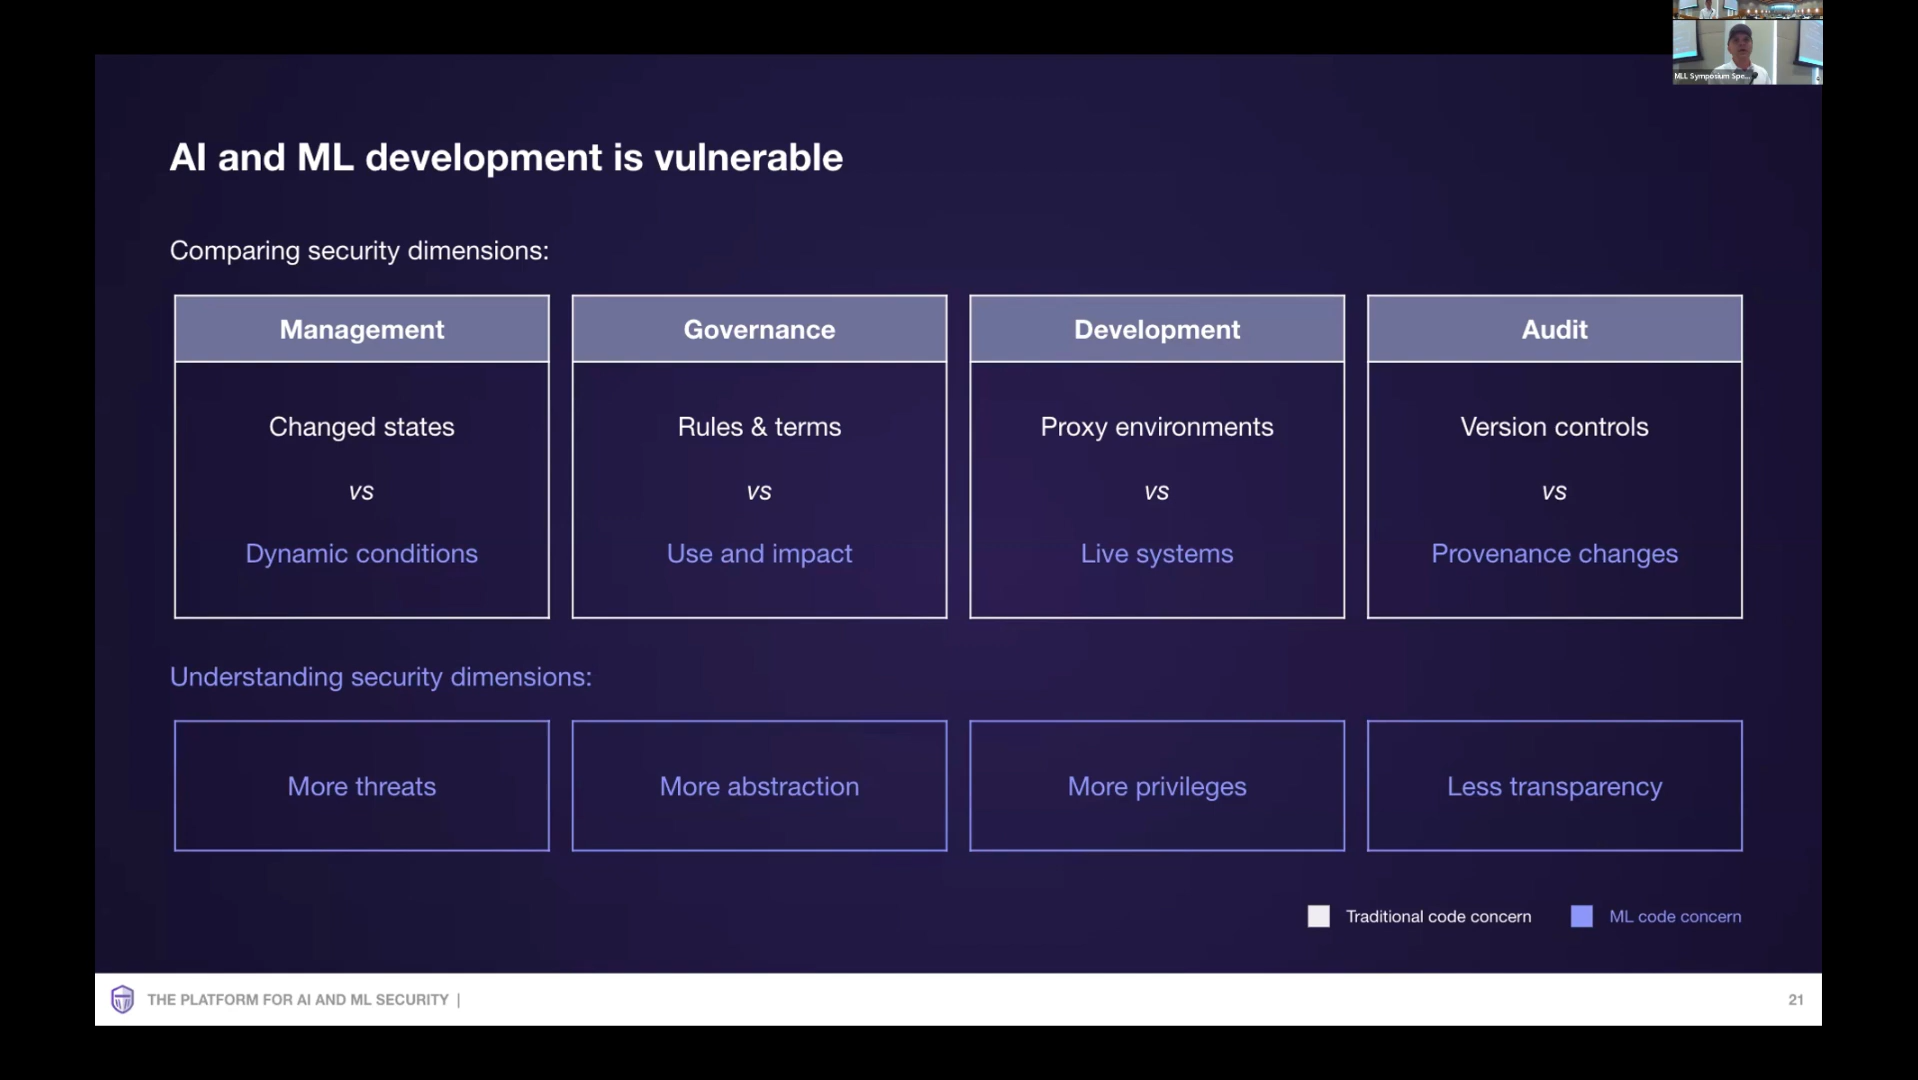 MLL Symposium Spe...
AI and ML development is vulnerable
Comparing security dimensions:
Management
Governance
Development
Audit
Changed states
vs
Dynamic conditions
Rules & terms
vs
Use and impact
Proxy environments
vs
Live systems
Version controls
vs
Provenance changes
Understanding security dimensions:
More threats
More abstraction
More privileges
Less transparency
Traditional code concern
ML code concern
THE PLATFORM FOR AI AND ML SECURITY |
21